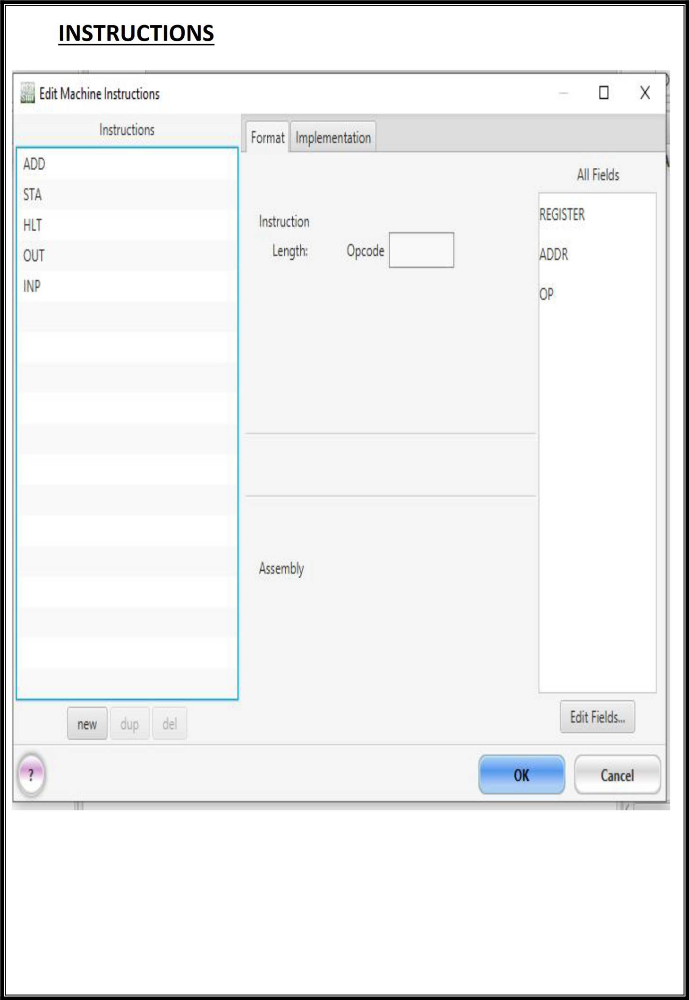 INSTRUCTIONS
Edit Machine Instructions
Instructions
ADD
STA
HLT
OUT
INP
new dup del
Format Implementation
Instruction
Length: Opcode
Assembly
All Fields
REGISTER
ADDR
OP
Edit Fields...
?
OK Cancel